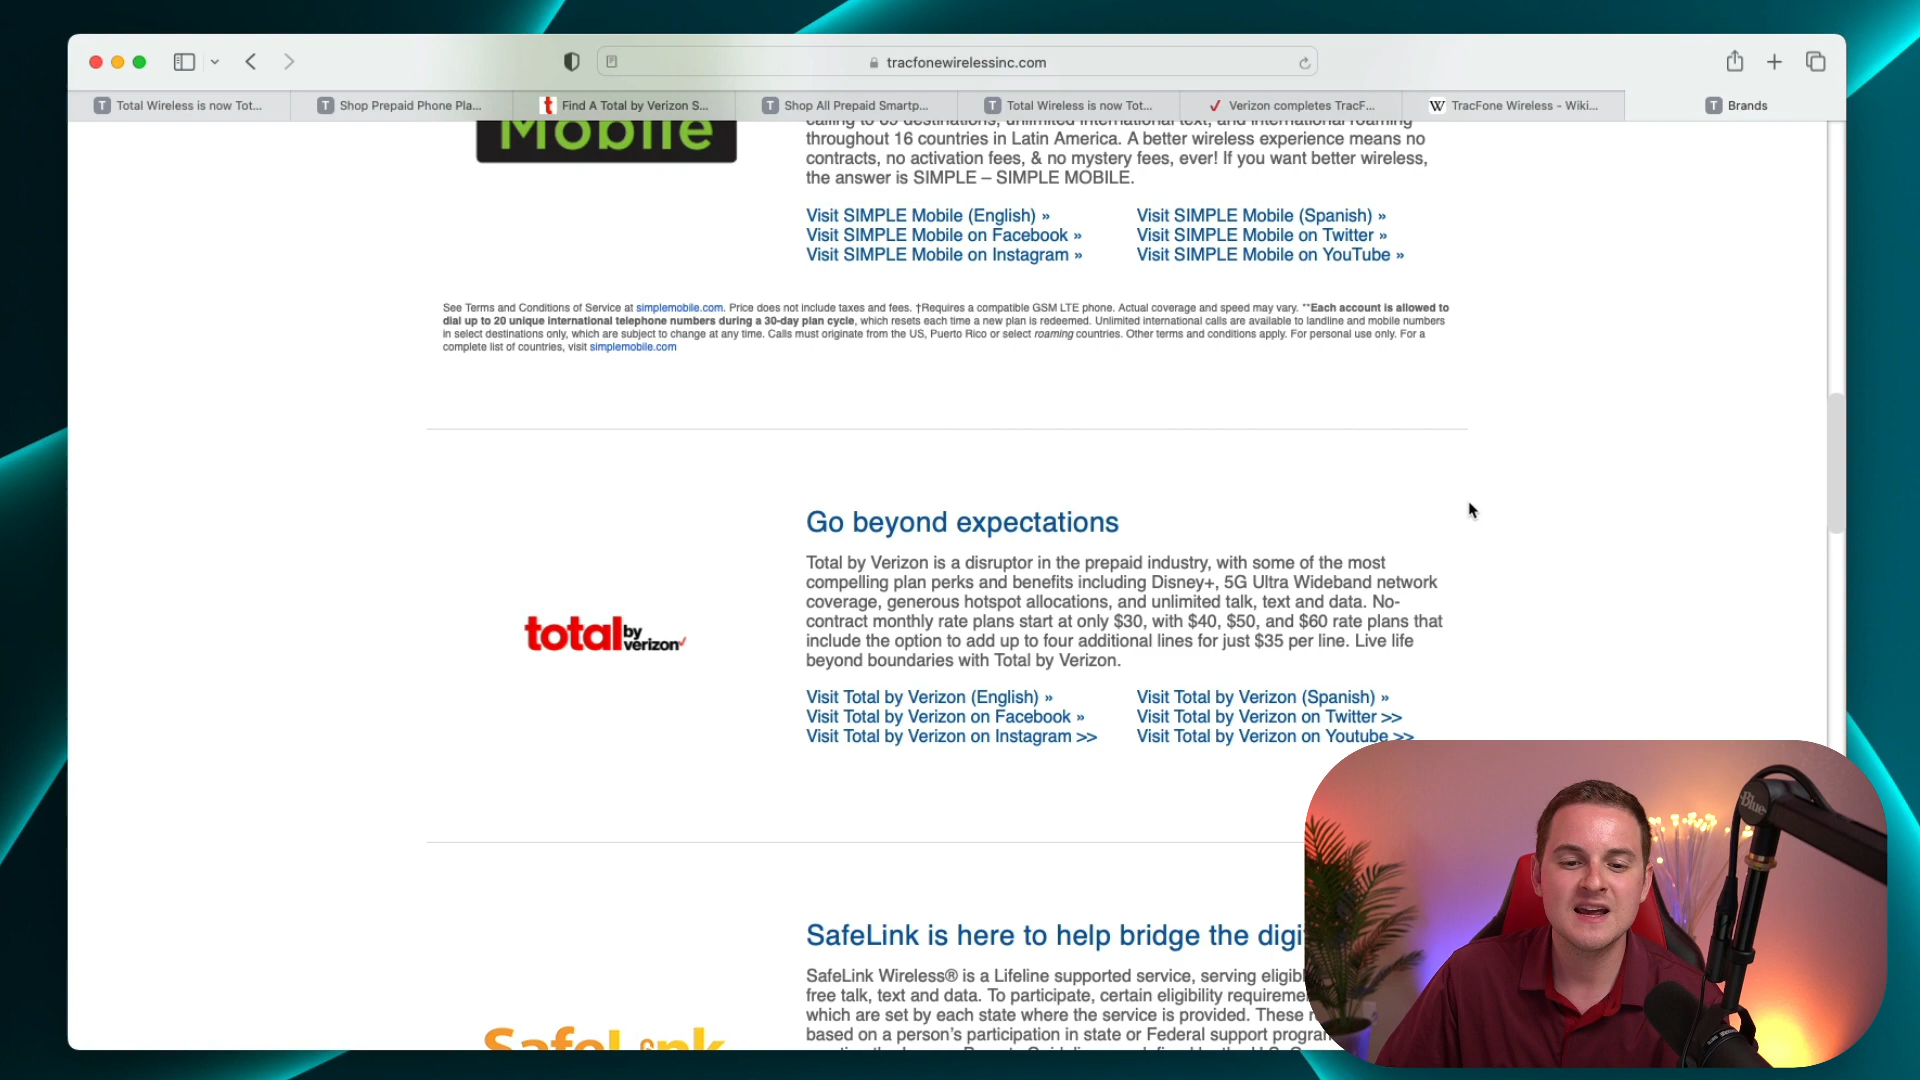 tracfonewirelessinc.com
Total Wireless is now Tot...
Shop Prepaid Phone Pla...
Find A Total by Verizon S...
Shop All Prepaid Smartp...
Total Wireless is now Tot...
Verizon completes TracF...
TracFone Wireless - Wiki...
Brands
Mobile
calling to 69 destinations, unlimited international text, and international roaming
throughout 16 countries in Latin America. A better wireless experience means no
contracts, no activation fees, & no mystery fees, ever! If you want better wireless,
the answer is SIMPLE – SIMPLE MOBILE.
Visit SIMPLE Mobile (English) »
Visit SIMPLE Mobile (Spanish) »
Visit SIMPLE Mobile on Facebook »
Visit SIMPLE Mobile on Twitter »
Visit SIMPLE Mobile on Instagram »
Visit SIMPLE Mobile on YouTube »
See Terms and Conditions of Service at simplemobile.com. Price does not include taxes and fees. †Requires a compatible GSM LTE phone. Actual coverage and speed may vary. **Each account is allowed to
dial up to 20 unique international telephone numbers during a 30-day plan cycle, which resets each time a new plan is redeemed. Unlimited international calls are available to landline and mobile numbers
in select destinations only, which are subject to change at any time. Calls must originate from the US, Puerto Rico or select roaming countries. Other terms and conditions apply. For personal use only. For a
complete list of countries, visit simplemobile.com
Go beyond expectations
total by verizon
Total by Verizon is a disruptor in the prepaid industry, with some of the most
compelling plan perks and benefits including Disney+, 5G Ultra Wideband network
coverage, generous hotspot allocations, and unlimited talk, text and data. No-
contract monthly rate plans start at only $30, with $40, $50, and $60 rate plans that
include the option to add up to four additional lines for just $35 per line. Live life
beyond boundaries with Total by Verizon.
Visit Total by Verizon (English) »
Visit Total by Verizon (Spanish) »
Visit Total by Verizon on Facebook »
Visit Total by Verizon on Twitter >>
Visit Total by Verizon on Instagram >>
Visit Total by Verizon on Youtube >>
Blue
SafeLink is here to help bridge the digi
SafeLink
SafeLink Wireless® is a Lifeline supported service, serving eligibl
free talk, text and data. To participate, certain eligibility requireme
which are set by each state where the service is provided. These r
based on a person's participation in state or Federal support progra